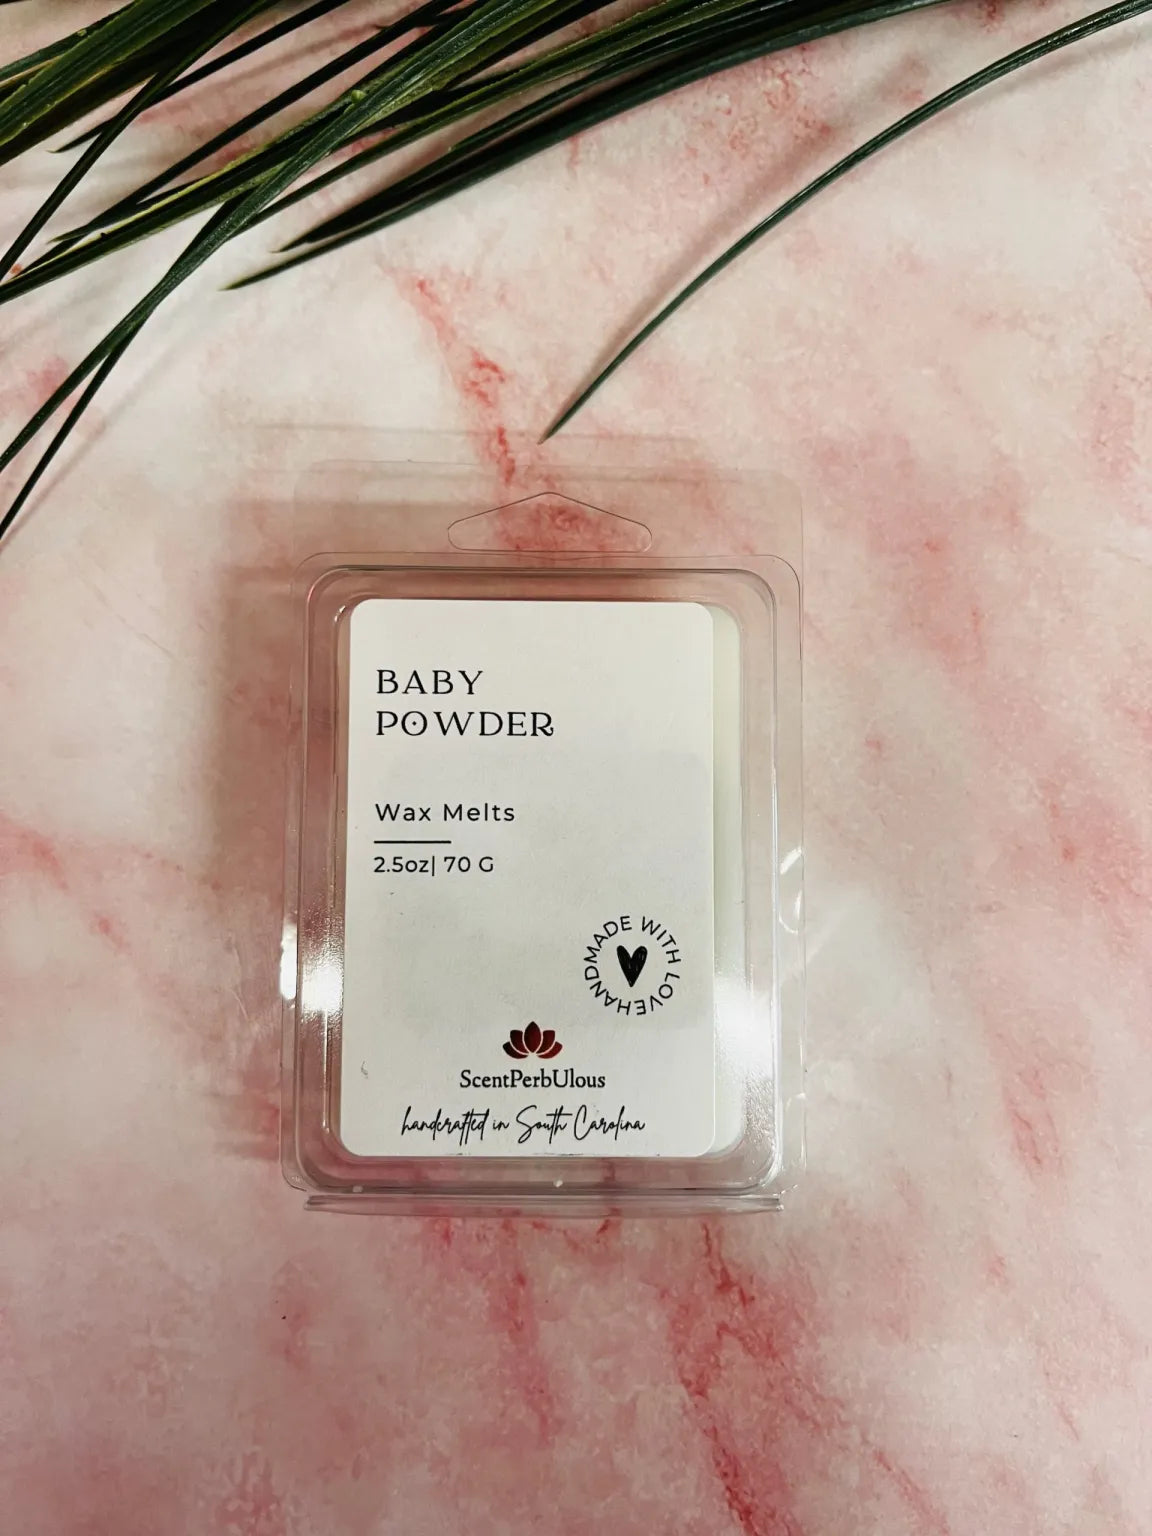 BABY
POWDER
Wax Melts
2.5oz| 70 G
HANDMADE WITH LOVE
ScentPerbUlous
handcrafted in South Carolina